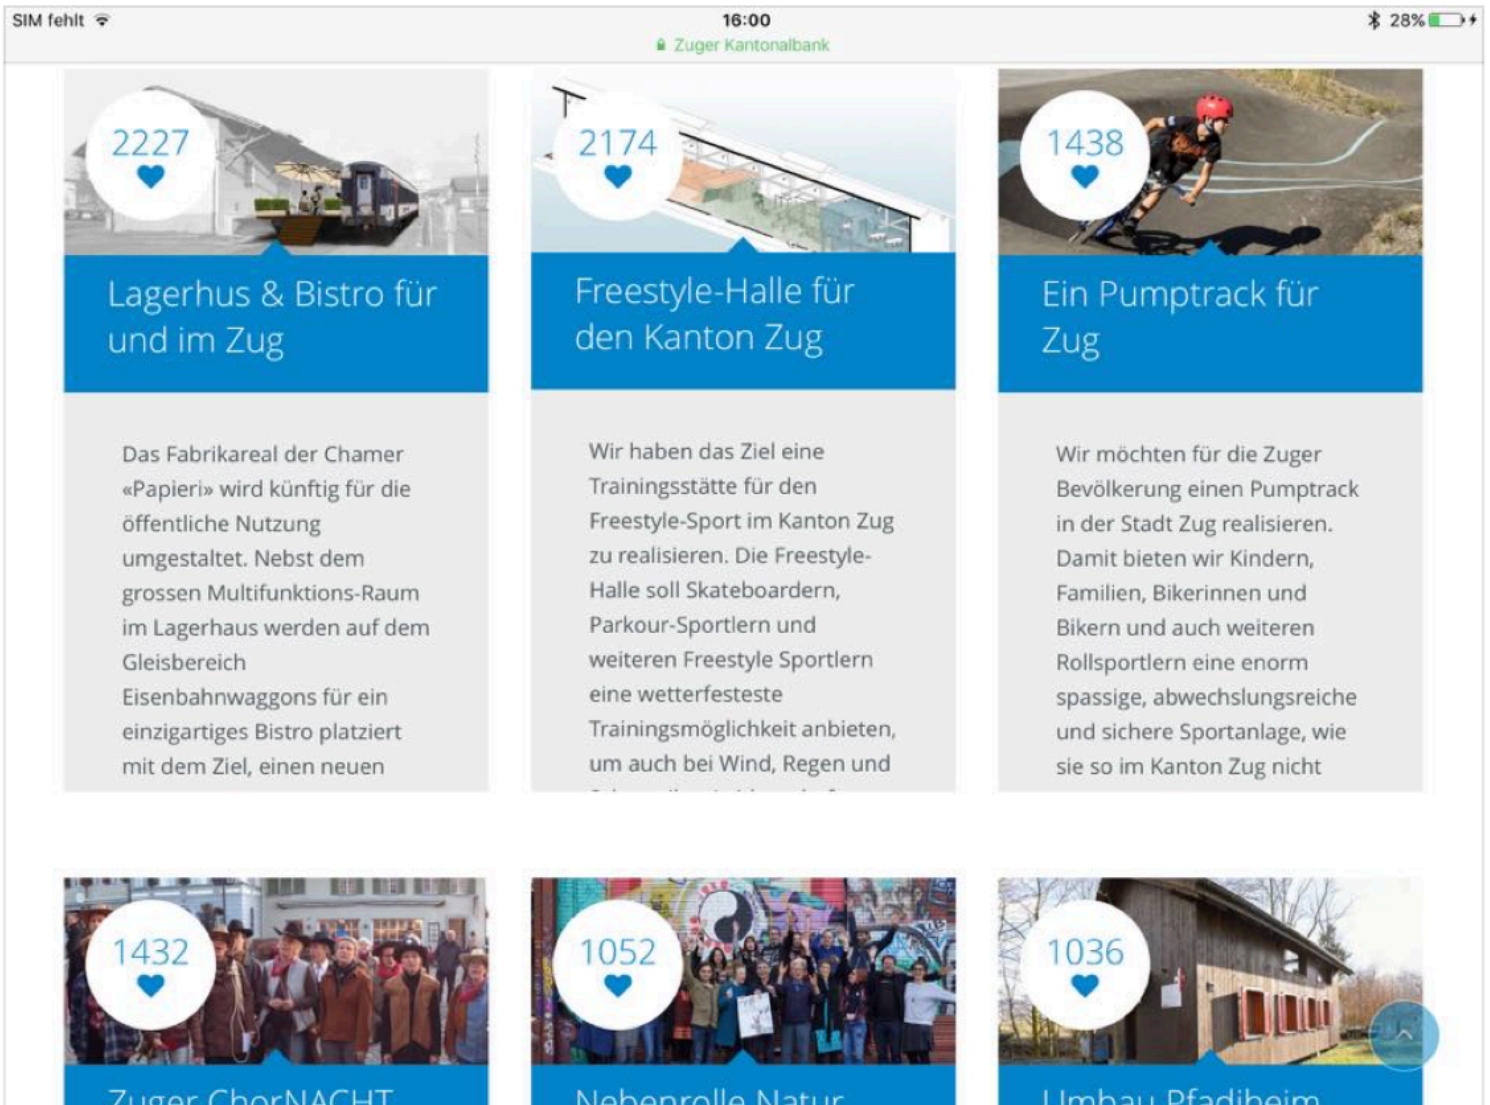 SIM fehlt
16:00
28%
Zuger Kantonalbank
2227
Lagerhus & Bistro für
und im Zug
Das Fabrikareal der Chamer
«Papieri» wird künftig für die
öffentliche Nutzung
umgestaltet. Nebst dem
grossen Multifunktions-Raum
im Lagerhaus werden auf dem
Gleisbereich
Eisenbahnwaggons für ein
einzigartiges Bistro platziert
mit dem Ziel, einen neuen
2174
Freestyle-Halle für
den Kanton Zug
Wir haben das Ziel eine
Trainingsstätte für den
Freestyle-Sport im Kanton Zug
zu realisieren. Die Freestyle-
Halle soll Skateboardern,
Parkour-Sportlern und
weiteren Freestyle Sportlern
eine wetterfesteste
Trainingsmöglichkeit anbieten,
um auch bei Wind, Regen und
1438
Ein Pumptrack für
Zug
Wir möchten für die Zuger
Bevölkerung einen Pumptrack
in der Stadt Zug realisieren.
Damit bieten wir Kindern,
Familien, Bikerinnen und
Bikern und auch weiteren
Rollsportlern eine enorm
spassige, abwechslungsreiche
und sichere Sportanlage, wie
sie so im Kanton Zug nicht
1432
Zuger ChorNACHT
1052
Nebenrolle Natur
1036
Umbau Pfadiheim